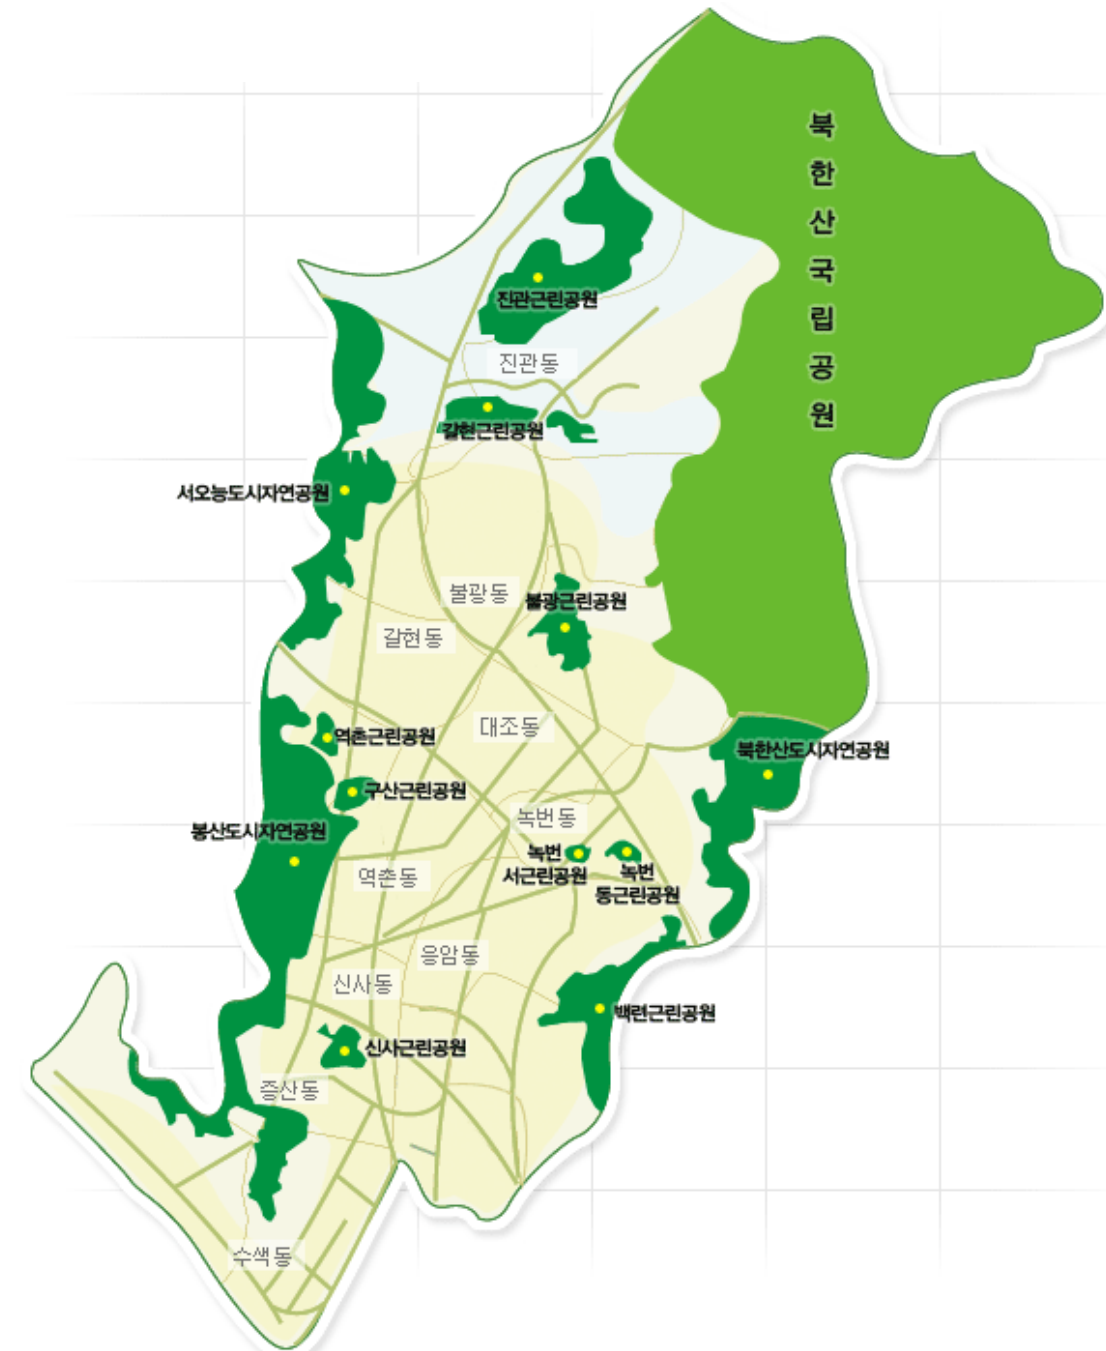 북한산국립공원
진관근린공원
진관동
갈현근린공원
서오능도시자연공원
불광동
불광근린공원
갈현동
대조동
역촌근린공원
북한산도시자연공원
구산근린공원
녹번동
봉산도시자연공원
녹번
서근린공원
녹번
동근린공원
역촌동
응암동
신사동
백련근린공원
신사근린공원
증산동
수색동